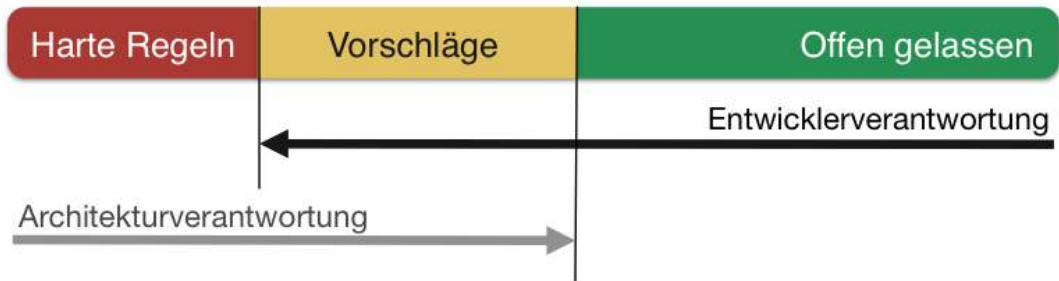 Harte Regeln Vorschläge Offen gelassen
Entwicklerverantwortung
Architekturverantwortung